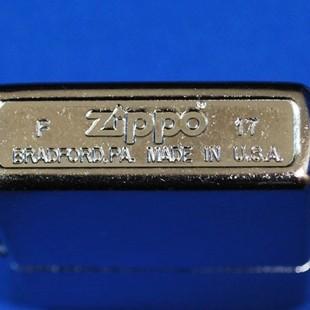 F Zippo 17
BRADFORD,PA. MADE IN U.S.A.